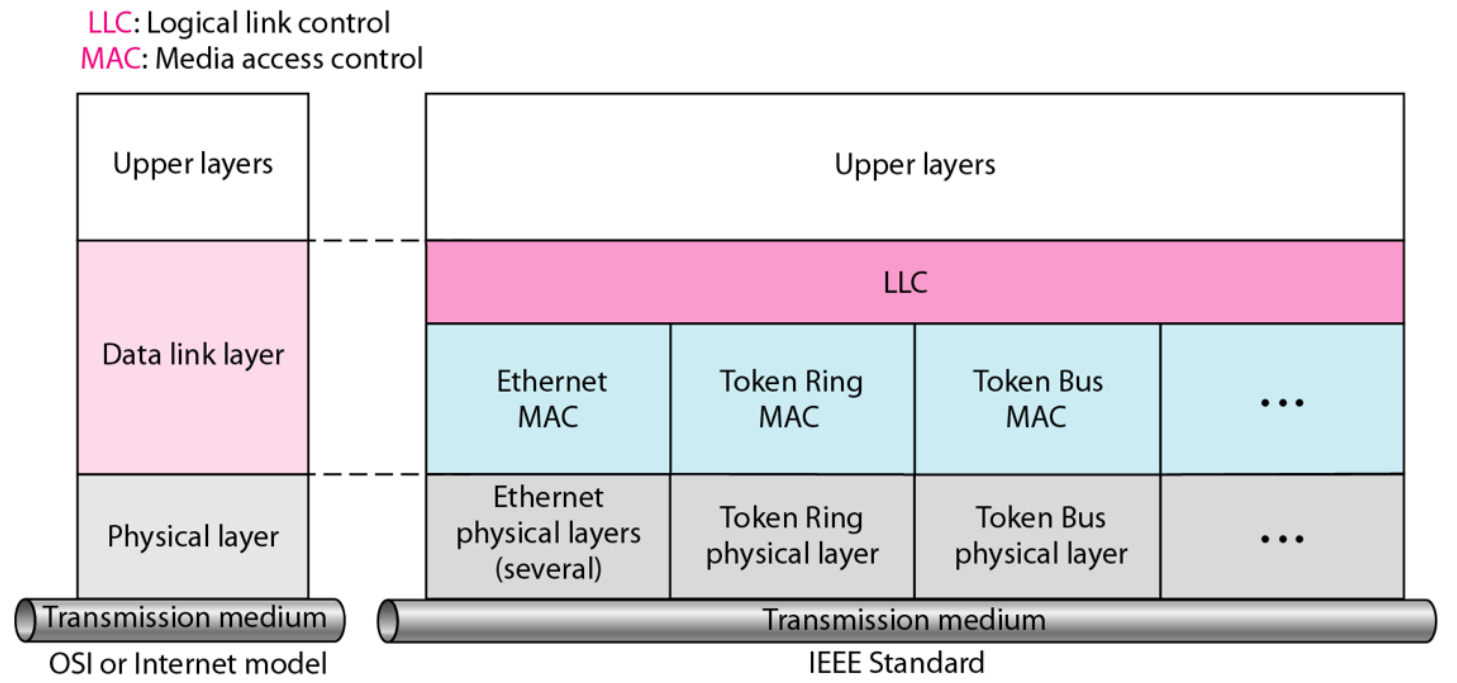 LLC: Logical link control
MAC: Media access control
Upper layers
Data link layer
Physical layer
Transmission medium
OSI or Internet model
Upper layers
LLC
Ethernet
MAC
Token Ring
MAC
Token Bus
MAC
...
Ethernet
physical layers
(several)
Token Ring
physical layer
Token Bus
physical layer
...
Transmission medium
IEEE Standard